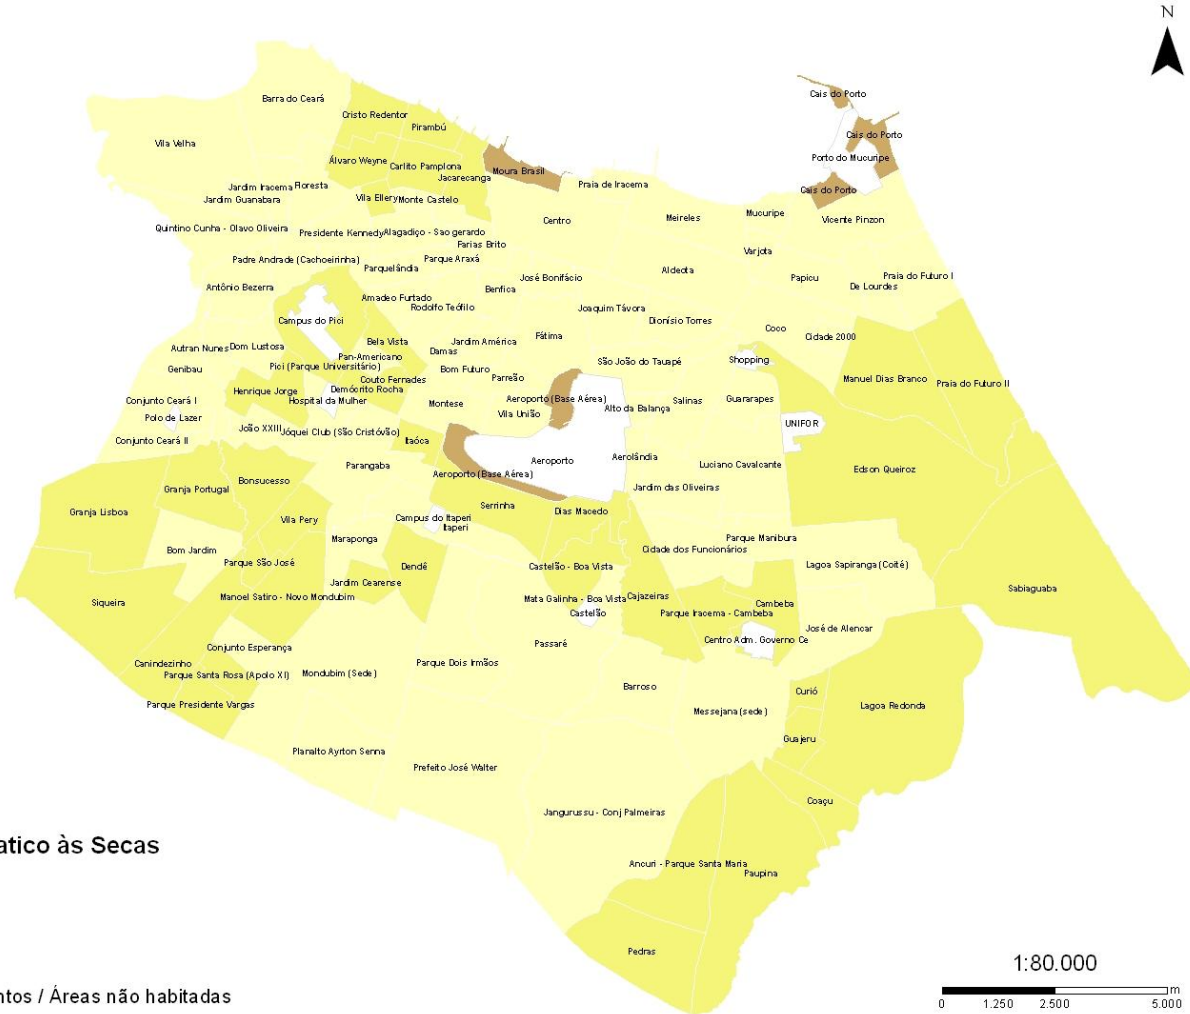 N
Cais do Porto
Barra do Ceará
Cristo Redentor
Pirambú
Cais do Porto
Vila Velha
Álvaro Weyne
Carlito Pamplona
Porto do Mucuripe
Moura Brasil
Jacarecanga
Jardim Iracema
Floresta
Praia de Iracema
Cais do Porto
Jardim Guanabara
Vila Ellery
Monte Castelo
Centro
Meireles
Mucuripe
Vicente Pinzon
Quintino Cunha - Olavo Oliveira
Presidente Kennedy
Alagadiço - Sao gerardo
Farias Brito
Varjota
Padre Andrade (Cachoeirinha)
Parque Araxá
Parquelândia
Aldeota
José Bonifácio
Papicu
Praia do Futuro I
De Lourdes
Antônio Bezerra
Benfica
Amadeo Furtado
Rodolfo Teófilo
Joaquim Távora
Campus do Pici
Dionísio Torres
Coco
Cidade 2000
Fátima
Bela Vista
Jardim América
Autran Nunes
Dom Lustosa
Pan-Americano
Damas
São João do Tauapé
Shopping
Genibau
Pici (Parque Universitário)
Bom Futuro
Parreão
Couto Fernades
Manuel Dias Branco
Praia do Futuro II
Henrique Jorge
Demócrito Rocha
Conjunto Ceará I
Hospital da Mulher
Montese
Aeroporto (Base Aérea)
Salinas
Guararapes
Alto da Balança
Polo de Lazer
Vila União
UNIFOR
João XXIII
Jóquei Club (São Cristóvão)
Conjunto Ceará II
Itaóca
Parangaba
Aeroporto
Aerolândia
Luciano Cavalcante
Edson Queiroz
Aeroporto (Base Aérea)
Bonsucesso
Granja Portugal
Jardim das Oliveiras
Serrinha
Granja Lisboa
Dias Macedo
Vila Pery
Campus do Itaperi
Itaperi
Maraponga
Parque Manibura
Bom Jardim
Cidade dos Funcionários
Parque São José
Dendê
Castelão - Boa Vista
Lagoa Sapiranga (Coité)
Jardim Cearense
Sabiaguaba
Siqueira
Manoel Satiro - Novo Mondubim
Mata Galinha - Boa Vista
Cajazeiras
Cambeba
Castelão
Parque Iracema - Cambeba
José de Alencar
Centro Adm. Governo Ce
Passaré
Conjunto Esperança
Canindezinho
Parque Dois Irmãos
Parque Santa Rosa (Apolo XI)
Mondubim (Sede)
Barroso
Curió
Parque Presidente Vargas
Lagoa Redonda
Messejana (sede)
Guajeru
Planalto Ayrton Senna
Prefeito José Walter
Coaçu
Jangurussu - Conj Palmeiras
atico às Secas
Ancuri - Parque Santa Maria
Paupina
Pedras
1:80.000
ntos / Áreas não habitadas
m
0 1.250 2.500 5.000